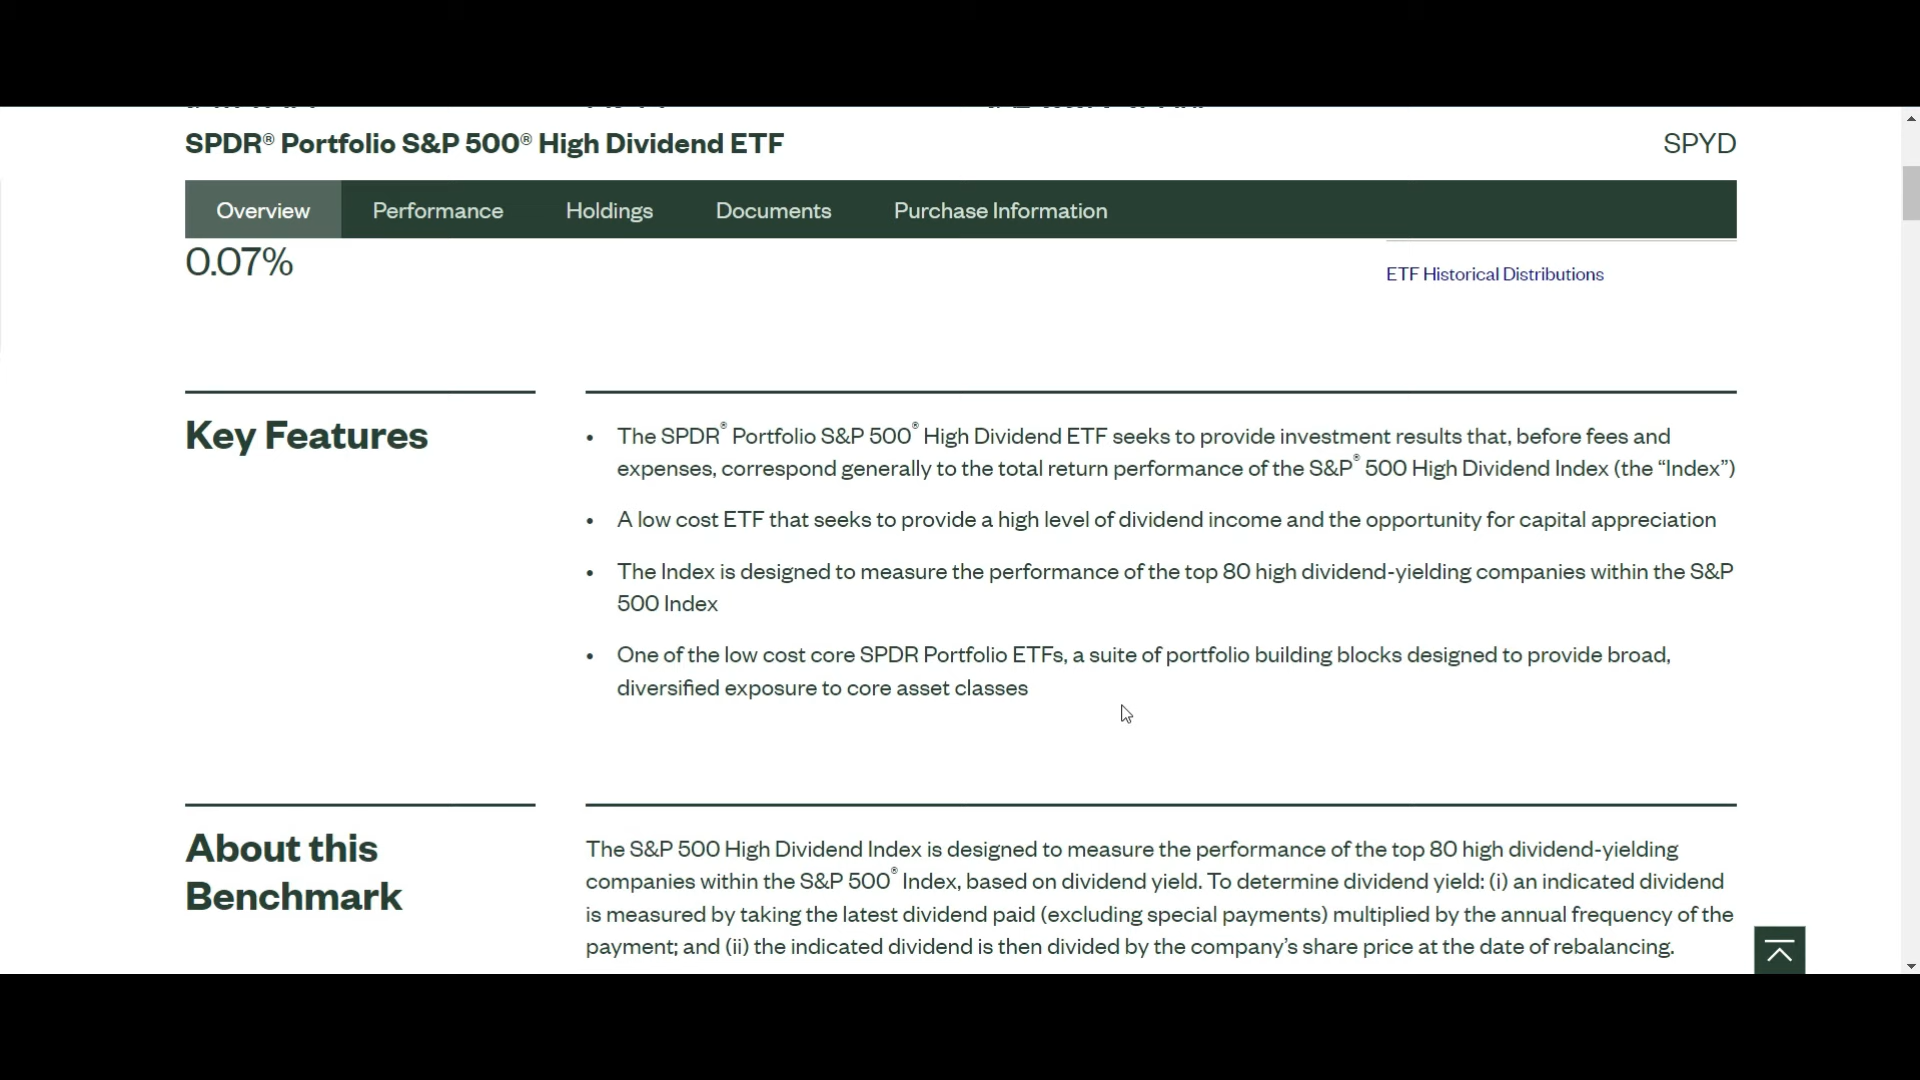 SPDR® Portfolio S&P 500® High Dividend ETF
SPYD
Overview
Performance
Holdings
Documents
Purchase Information
0.07%
ETF Historical Distributions
Key Features
• The SPDR® Portfolio S&P 500® High Dividend ETF seeks to provide investment results that, before fees and
expenses, correspond generally to the total return performance of the S&P® 500 High Dividend Index (the “Index”)
• A low cost ETF that seeks to provide a high level of dividend income and the opportunity for capital appreciation
• The Index is designed to measure the performance of the top 80 high dividend-yielding companies within the S&P
500 Index
• One of the low cost core SPDR Portfolio ETFs, a suite of portfolio building blocks designed to provide broad,
diversified exposure to core asset classes
About this
Benchmark
The S&P 500 High Dividend Index is designed to measure the performance of the top 80 high dividend-yielding
companies within the S&P 500® Index, based on dividend yield. To determine dividend yield: (i) an indicated dividend
is measured by taking the latest dividend paid (excluding special payments) multiplied by the annual frequency of the
payment; and (ii) the indicated dividend is then divided by the company’s share price at the date of rebalancing.